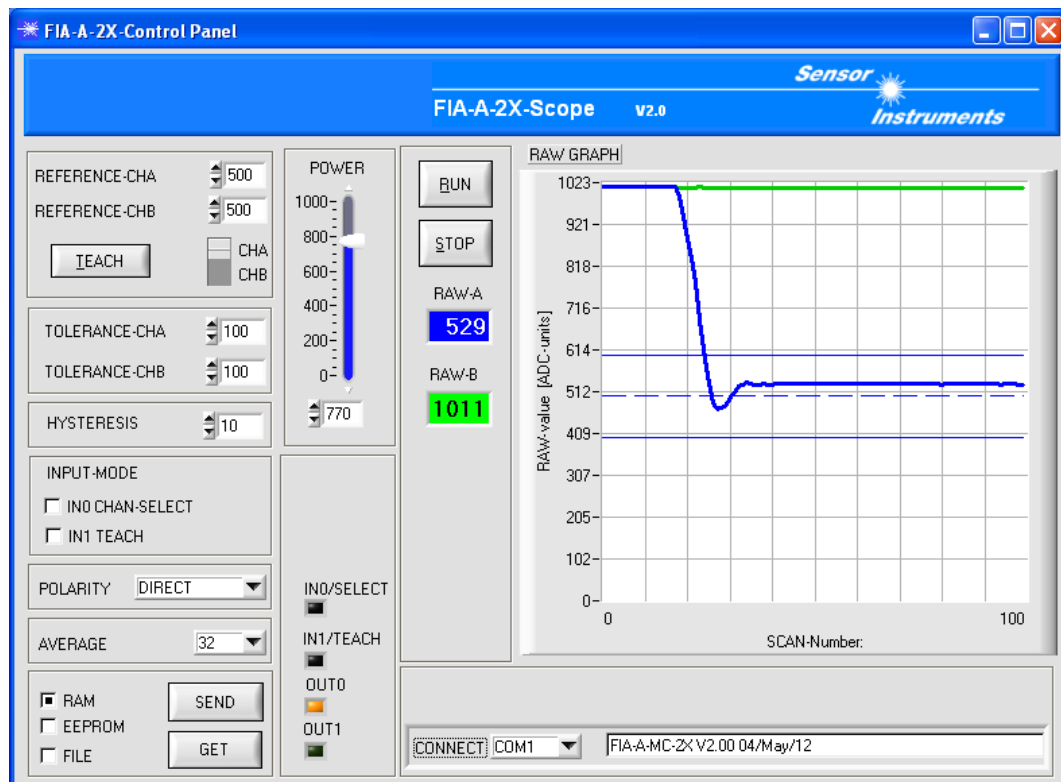 FIA-A-2X-Control Panel
Sensor
Instruments
FIA-A-2X-Scope V2.0
REFERENCE-CHA 500
REFERENCE-CHB 500
TEACH
CHA
CHB
TOLERANCE-CHA 100
TOLERANCE-CHB 100
HYSTERESIS 10
INPUT-MODE
IN0 CHAN-SELECT
IN1 TEACH
POLARITY DIRECT
AVERAGE 32
RAM
EEPROM
FILE
SEND
GET
POWER
1000
800
600
400
200
0
770
IN0/SELECT
IN1/TEACH
OUT0
OUT1
RUN
STOP
RAW-A
529
RAW-B
1011
RAW GRAPH
RAW-value [ADC-units]
1023
921
818
716
614
512
409
307
205
102
0
0 100
SCAN-Number:
CONNECT COM1 FIA-A-MC-2X V2.00 04/May/12